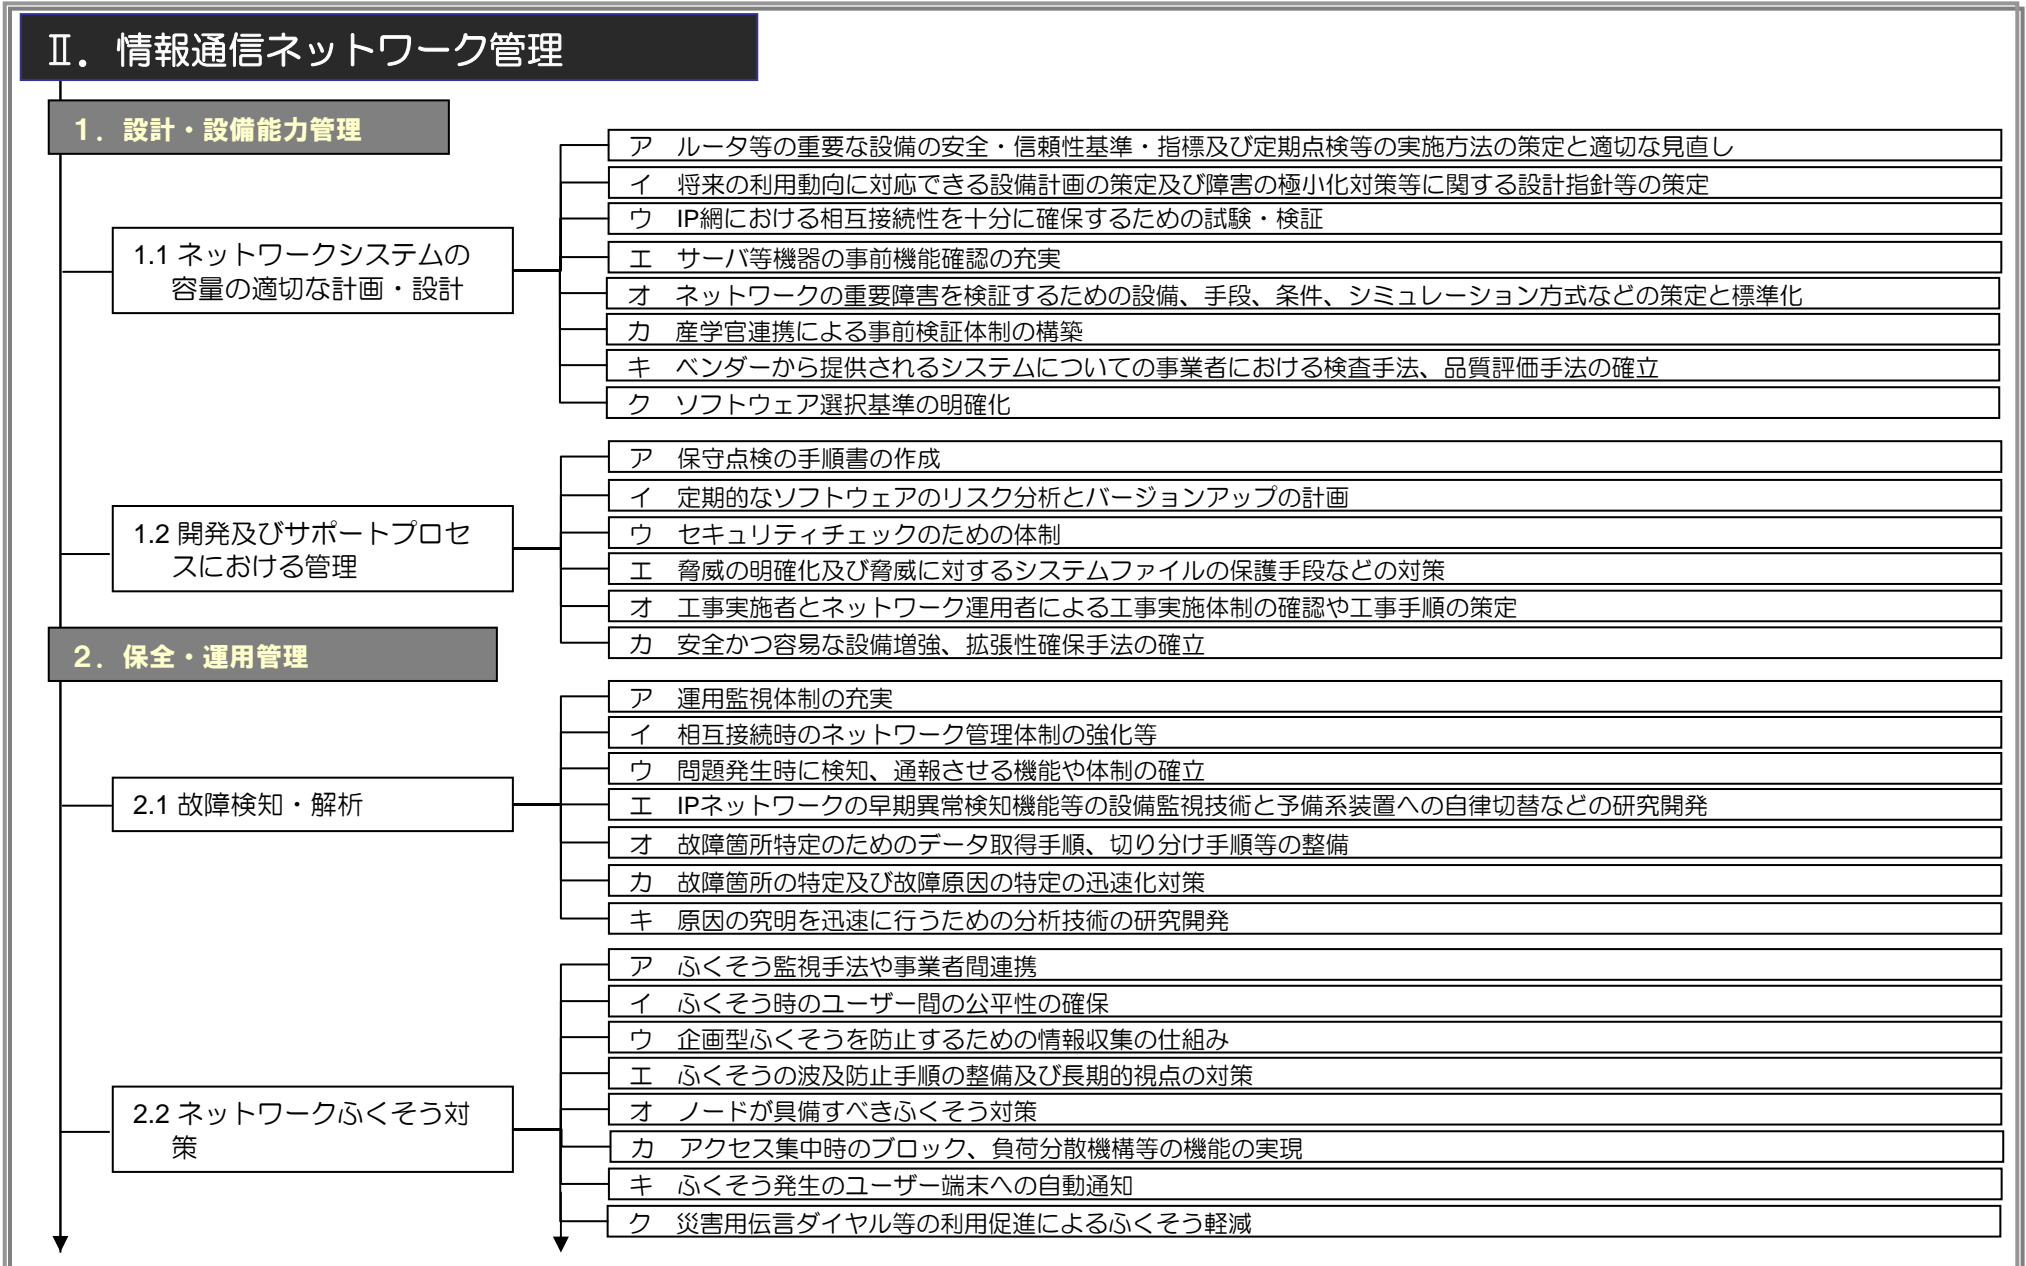 Ⅱ．情報通信ネットワーク管理
１．設計・設備能力管理
1.1 ネットワークシステムの
容量の適切な計画・設計
ア　ルータ等の重要な設備の安全・信頼性基準・指標及び定期点検等の実施方法の策定と適切な見直し
イ　将来の利用動向に対応できる設備計画の策定及び障害の極小化対策等に関する設計指針等の策定
ウ　IP網における相互接続性を十分に確保するための試験・検証
エ　サーバ等機器の事前機能確認の充実
オ　ネットワークの重要障害を検証するための設備、手段、条件、シミュレーション方式などの策定と標準化
カ　産学官連携による事前検証体制の構築
キ　ベンダーから提供されるシステムについての事業者における検査手法、品質評価手法の確立
ク　ソフトウェア選択基準の明確化
1.2 開発及びサポートプロセ
スにおける管理
ア　保守点検の手順書の作成
イ　定期的なソフトウェアのリスク分析とバージョンアップの計画
ウ　セキュリティチェックのための体制
エ　脅威の明確化及び脅威に対するシステムファイルの保護手段などの対策
オ　工事実施者とネットワーク運用者による工事実施体制の確認や工事手順の策定
カ　安全かつ容易な設備増強、拡張性確保手法の確立
２．保全・運用管理
2.1 故障検知・解析
ア　運用監視体制の充実
イ　相互接続時のネットワーク管理体制の強化等
ウ　問題発生時に検知、通報させる機能や体制の確立
エ　IPネットワークの早期異常検知機能等の設備監視技術と予備系装置への自律切替などの研究開発
オ　故障箇所特定のためのデータ取得手順、切り分け手順等の整備
カ　故障箇所の特定及び故障原因の特定の迅速化対策
キ　原因の究明を迅速に行うための分析技術の研究開発
2.2 ネットワークふくそう対
策
ア　ふくそう監視手法や事業者間連携
イ　ふくそう時のユーザー間の公平性の確保
ウ　企画型ふくそうを防止するための情報収集の仕組み
エ　ふくそうの波及防止手順の整備及び長期的視点の対策
オ　ノードが具備すべきふくそう対策
カ　アクセス集中時のブロック、負荷分散機構等の機能の実現
キ　ふくそう発生のユーザー端末への自動通知
ク　災害用伝言ダイヤル等の利用促進によるふくそう軽減